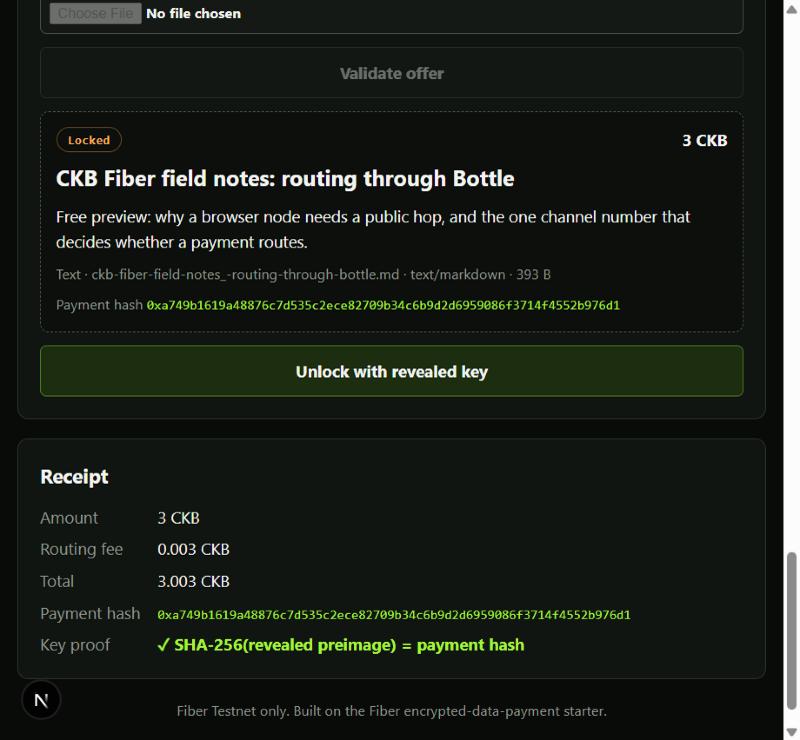 Choose File No file chosen
Validate offer
Locked 3 CKB
CKB Fiber field notes: routing through Bottle
Free preview: why a browser node needs a public hop, and the one channel number that
decides whether a payment routes.
Text · ckb-fiber-field-notes_-routing-through-bottle.md · text/markdown · 393 B
Payment hash 0xa749b1619a48876c7d535c2ece82709b34c6b9d2d6959086f3714f4552b976d1
Unlock with revealed key
Receipt
Amount 3 CKB
Routing fee 0.003 CKB
Total 3.003 CKB
Payment hash 0xa749b1619a48876c7d535c2ece82709b34c6b9d2d6959086f3714f4552b976d1
Key proof ✓ SHA-256(revealed preimage) = payment hash
N
Fiber Testnet only. Built on the Fiber encrypted-data-payment starter.